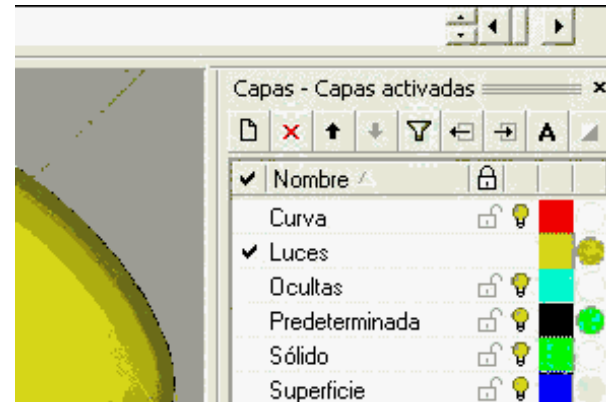 Capas - Capas activadas
A
Nombre
Curva
Luces
Ocultas
Predeterminada
Sólido
Superficie